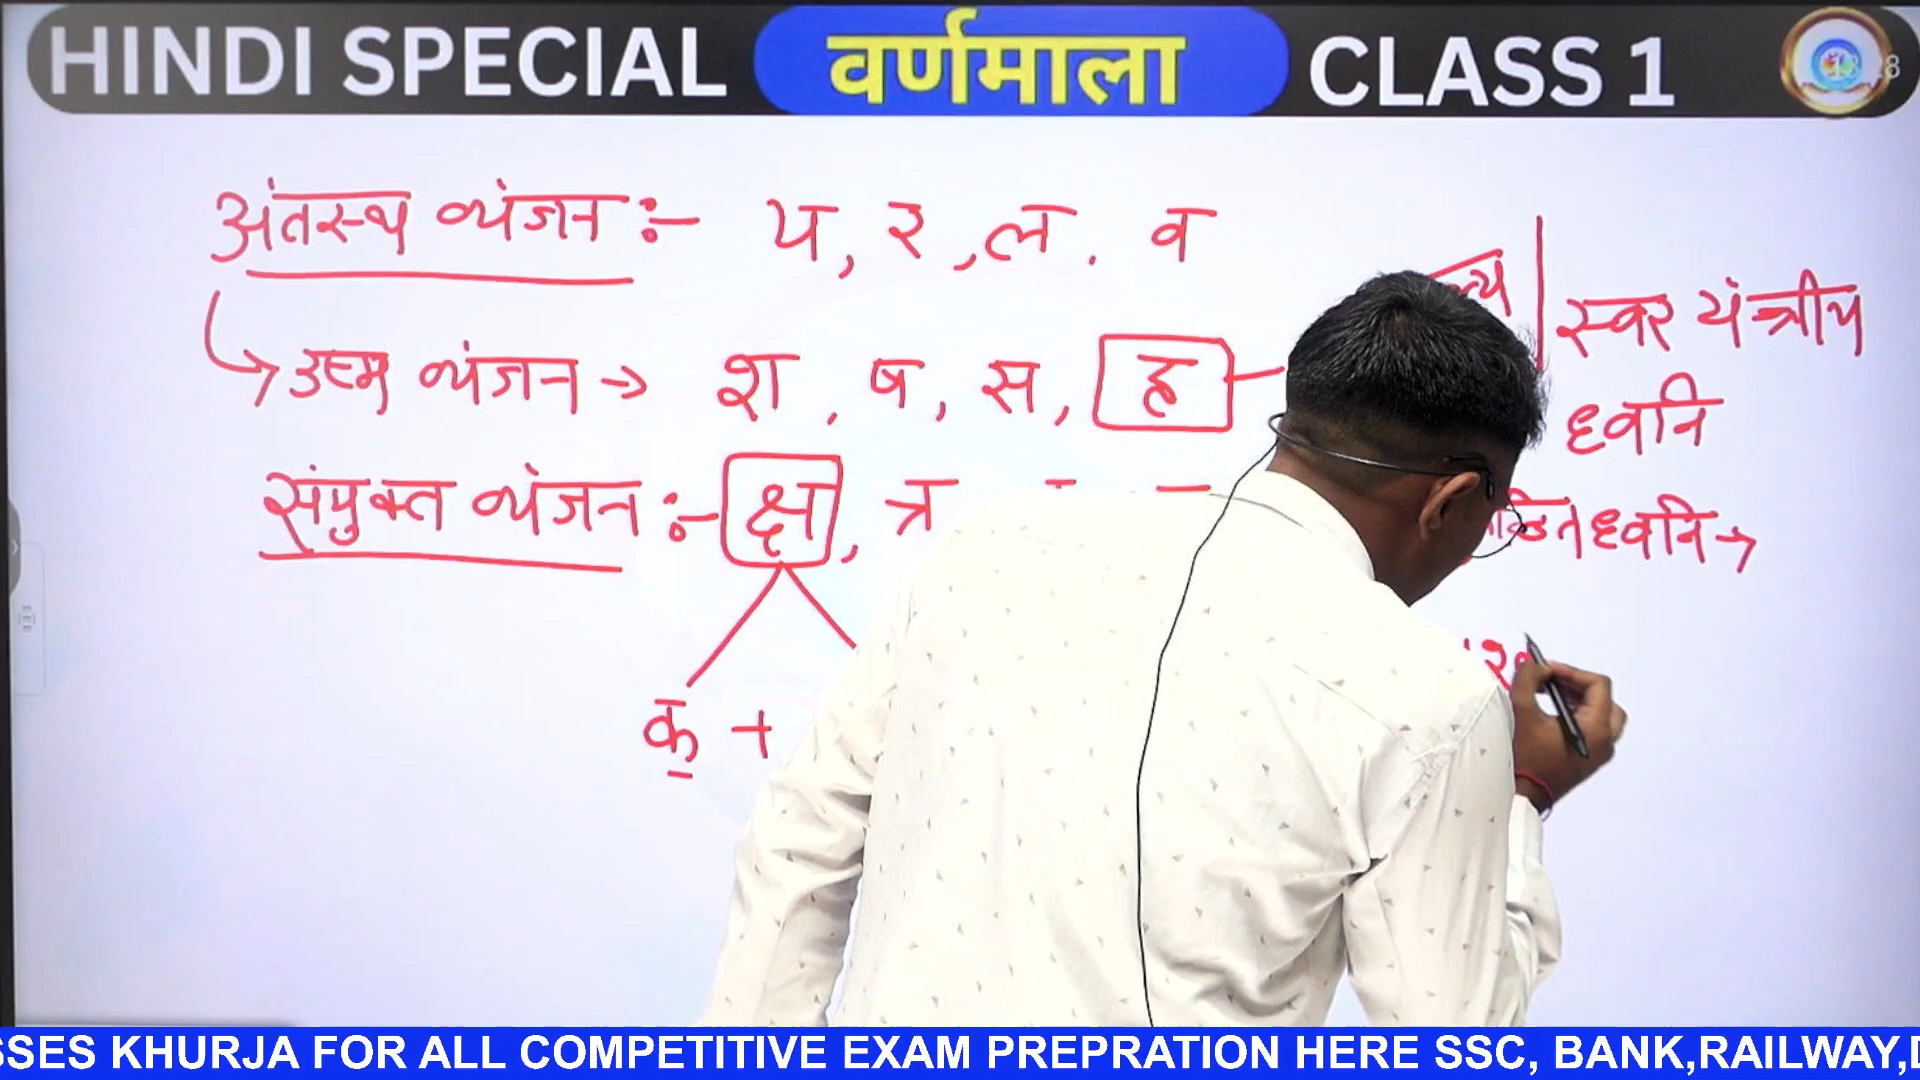 HINDI SPECIAL वर्णमाला CLASS 1
अंतस्थ व्यंजन :- य, र, ल, व
स्वर यंत्रीय
ध्वनि
उष्म व्यंजन → श, ष, स, ह
संयुक्त व्यंजन :- क्ष, त्र
ध्वनि →
क +
SSES KHURJA FOR ALL COMPETITIVE EXAM PREPRATION HERE SSC, BANK,RAILWAY,D